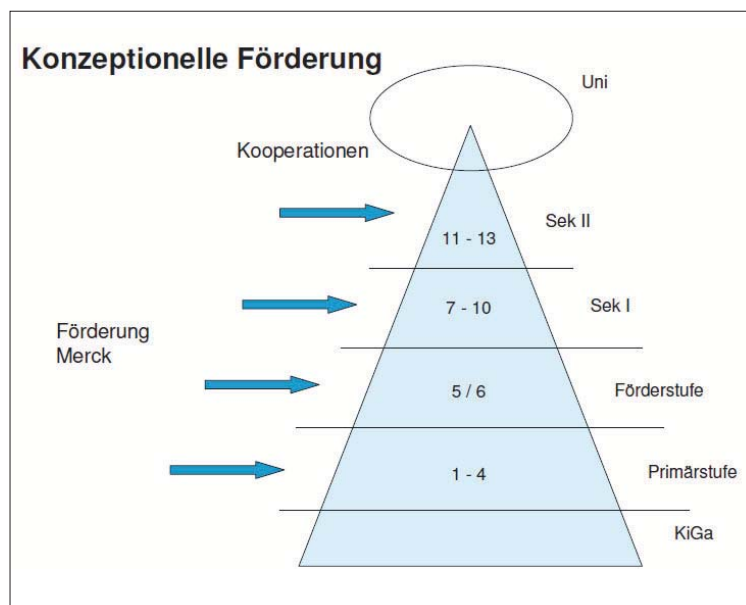 Konzeptionelle Förderung
Uni
Kooperationen
Sek II
11 - 13
7 - 10
Sek I
Förderung
Merck
5 / 6
Förderstufe
1 - 4
Primärstufe
KiGa